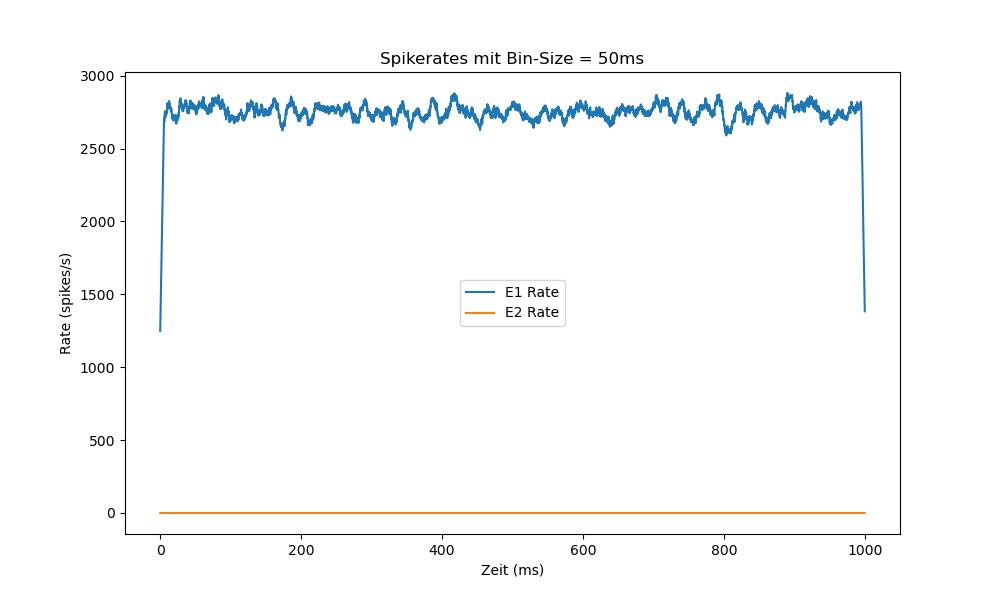 Spikerates mit Bin-Size = 50ms
3000
2500
2000
1500
1000
500
0
Rate (spikes/s)
E1 Rate
E2 Rate
0 200 400 600 800 1000
Zeit (ms)